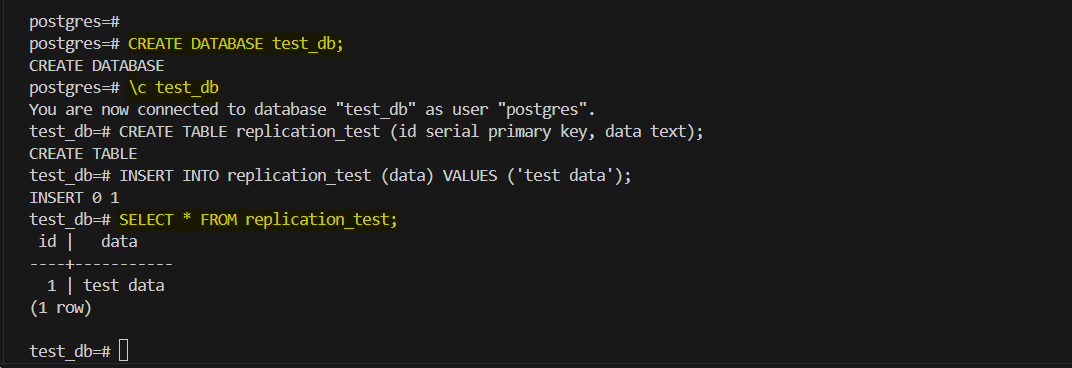 postgres=#
postgres=# CREATE DATABASE test_db;
CREATE DATABASE
postgres=# \c test_db
You are now connected to database "test_db" as user "postgres".
test_db=# CREATE TABLE replication_test (id serial primary key, data text);
CREATE TABLE
test_db=# INSERT INTO replication_test (data) VALUES ('test data');
INSERT 0 1
test_db=# SELECT * FROM replication_test;
 id |   data
----+-----------
  1 | test data
(1 row)
test_db=#